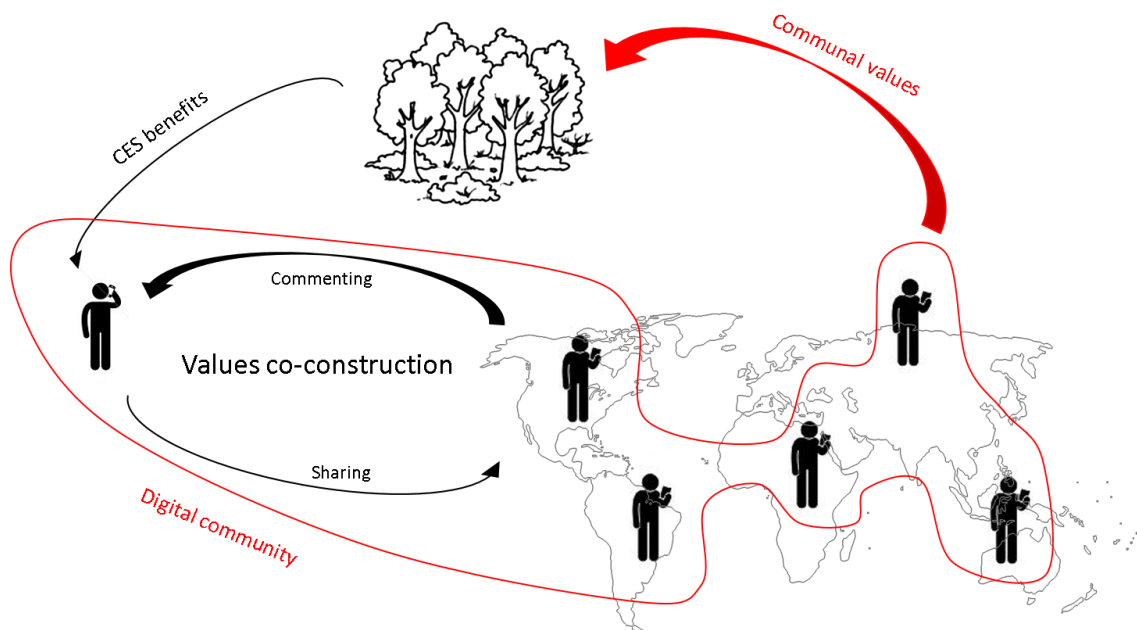 Communal values
CES benefits
Commenting
Values co-construction
Sharing
Digital community